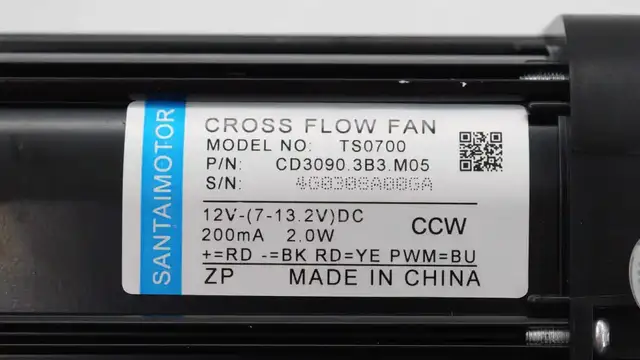 SANTAIMOTOR
CROSS FLOW FAN
MODEL NO: TS0700
P/N: CD3090.3B3.M05
S/N: 4G0308A00GA
12V-(7-13.2V)DC
200mA 2.0W
CCW
+=RD -=BK RD=YE PWM=BU
ZP MADE IN CHINA